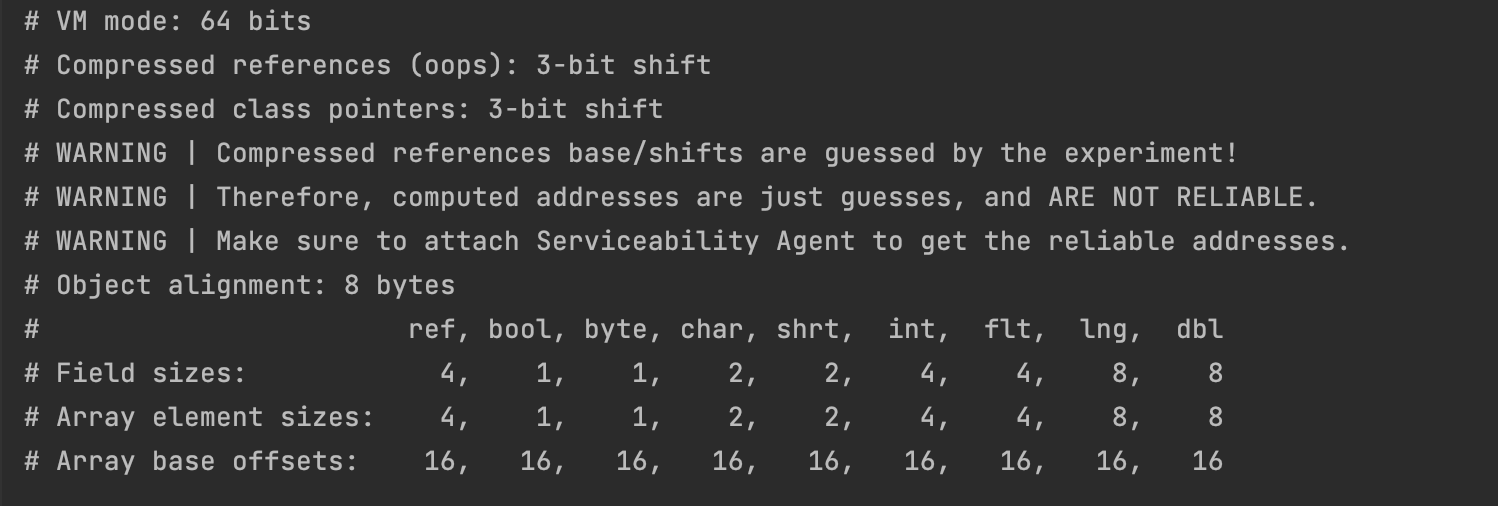 # VM mode: 64 bits
# Compressed references (oops): 3-bit shift
# Compressed class pointers: 3-bit shift
# WARNING | Compressed references base/shifts are guessed by the experiment!
# WARNING | Therefore, computed addresses are just guesses, and ARE NOT RELIABLE.
# WARNING | Make sure to attach Serviceability Agent to get the reliable addresses.
# Object alignment: 8 bytes
#                       ref, bool, byte, char, shrt,  int,  flt,  lng,  dbl
# Field sizes:            4,    1,    1,    2,    2,    4,    4,    8,    8
# Array element sizes:    4,    1,    1,    2,    2,    4,    4,    8,    8
# Array base offsets:    16,   16,   16,   16,   16,   16,   16,   16,   16